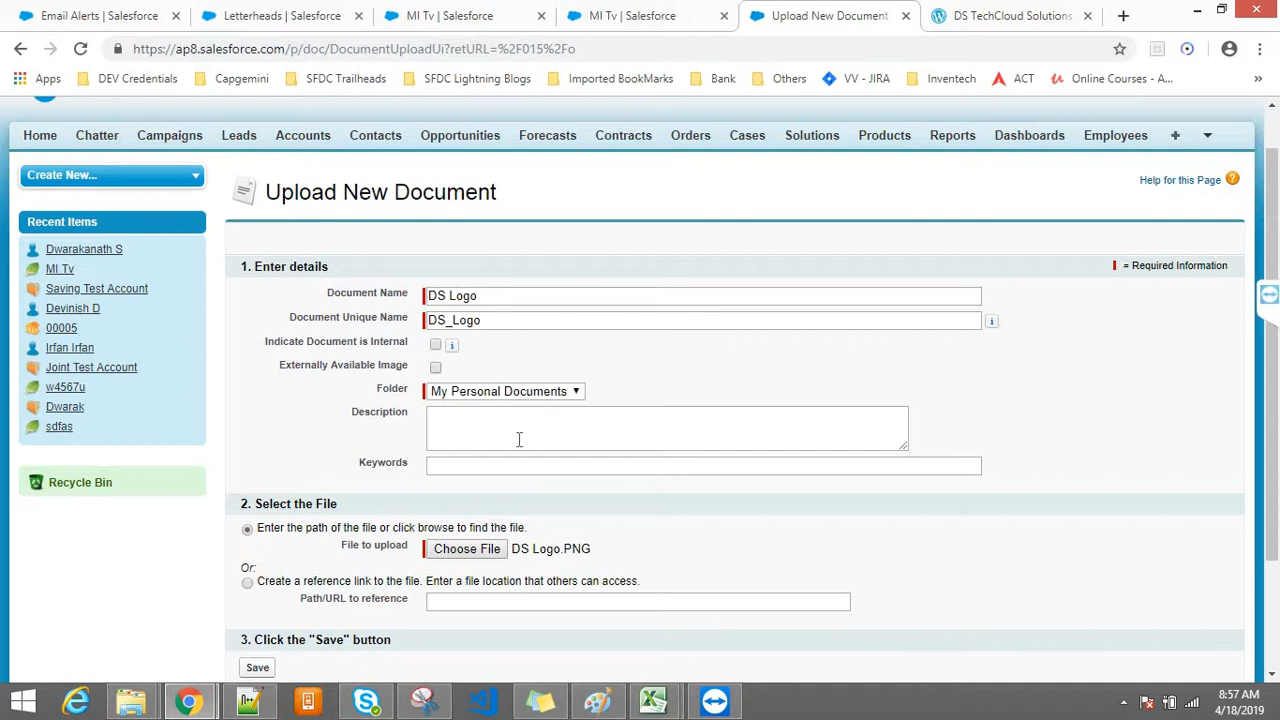 Email Alerts | Salesforce
Letterheads | Salesforce
MI Tv | Salesforce
MI Tv | Salesforce
Upload New Document
DS TechCloud Solutions
https://ap8.salesforce.com/p/doc/DocumentUploadUi?retURL=%2F015%2Fo
Apps
DEV Credentials
Capgemini
SFDC Trailheads
SFDC Lightning Blogs
Imported BookMarks
Bank
Others
VV - JIRA
Inventech
ACT
Online Courses - A...
Home
Chatter
Campaigns
Leads
Accounts
Contacts
Opportunities
Forecasts
Contracts
Orders
Cases
Solutions
Products
Reports
Dashboards
Employees
Create New...
Recent Items
Dwarakanath S
MI Tv
Saving Test Account
Devinish D
00005
Irfan Irfan
Joint Test Account
w4567u
Dwarak
sdfas
Recycle Bin
Upload New Document
Help for this Page ?
1. Enter details
= Required Information
Document Name
DS Logo
Document Unique Name
DS_Logo
Indicate Document is Internal
Externally Available Image
Folder
My Personal Documents
Description
Keywords
2. Select the File
Enter the path of the file or click browse to find the file.
File to upload
Choose File
DS Logo.PNG
Or:
Create a reference link to the file. Enter a file location that others can access.
Path/URL to reference
3. Click the "Save" button
Save
8:57 AM
4/18/2019